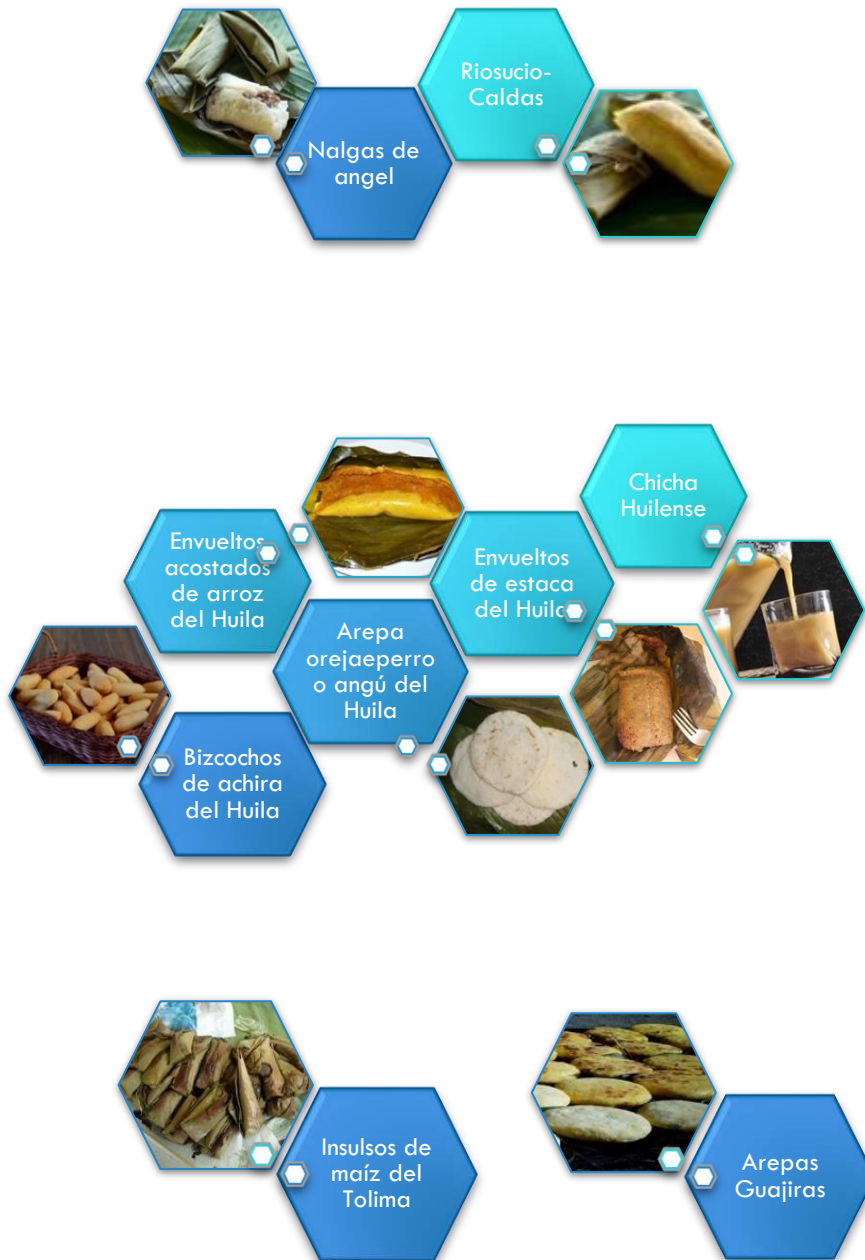 Nalgas de
angel
Riosucio-
Caldas
Bizcochos
de achira
del Huila
Envueltos
acostados
de arroz
del Huila
Arepa
orejaeperro
o angú del
Huila
Envueltos
de estaca
del Huila
Chicha
Huilense
Insulsos de
maíz del
Tolima
Arepas
Guajiras